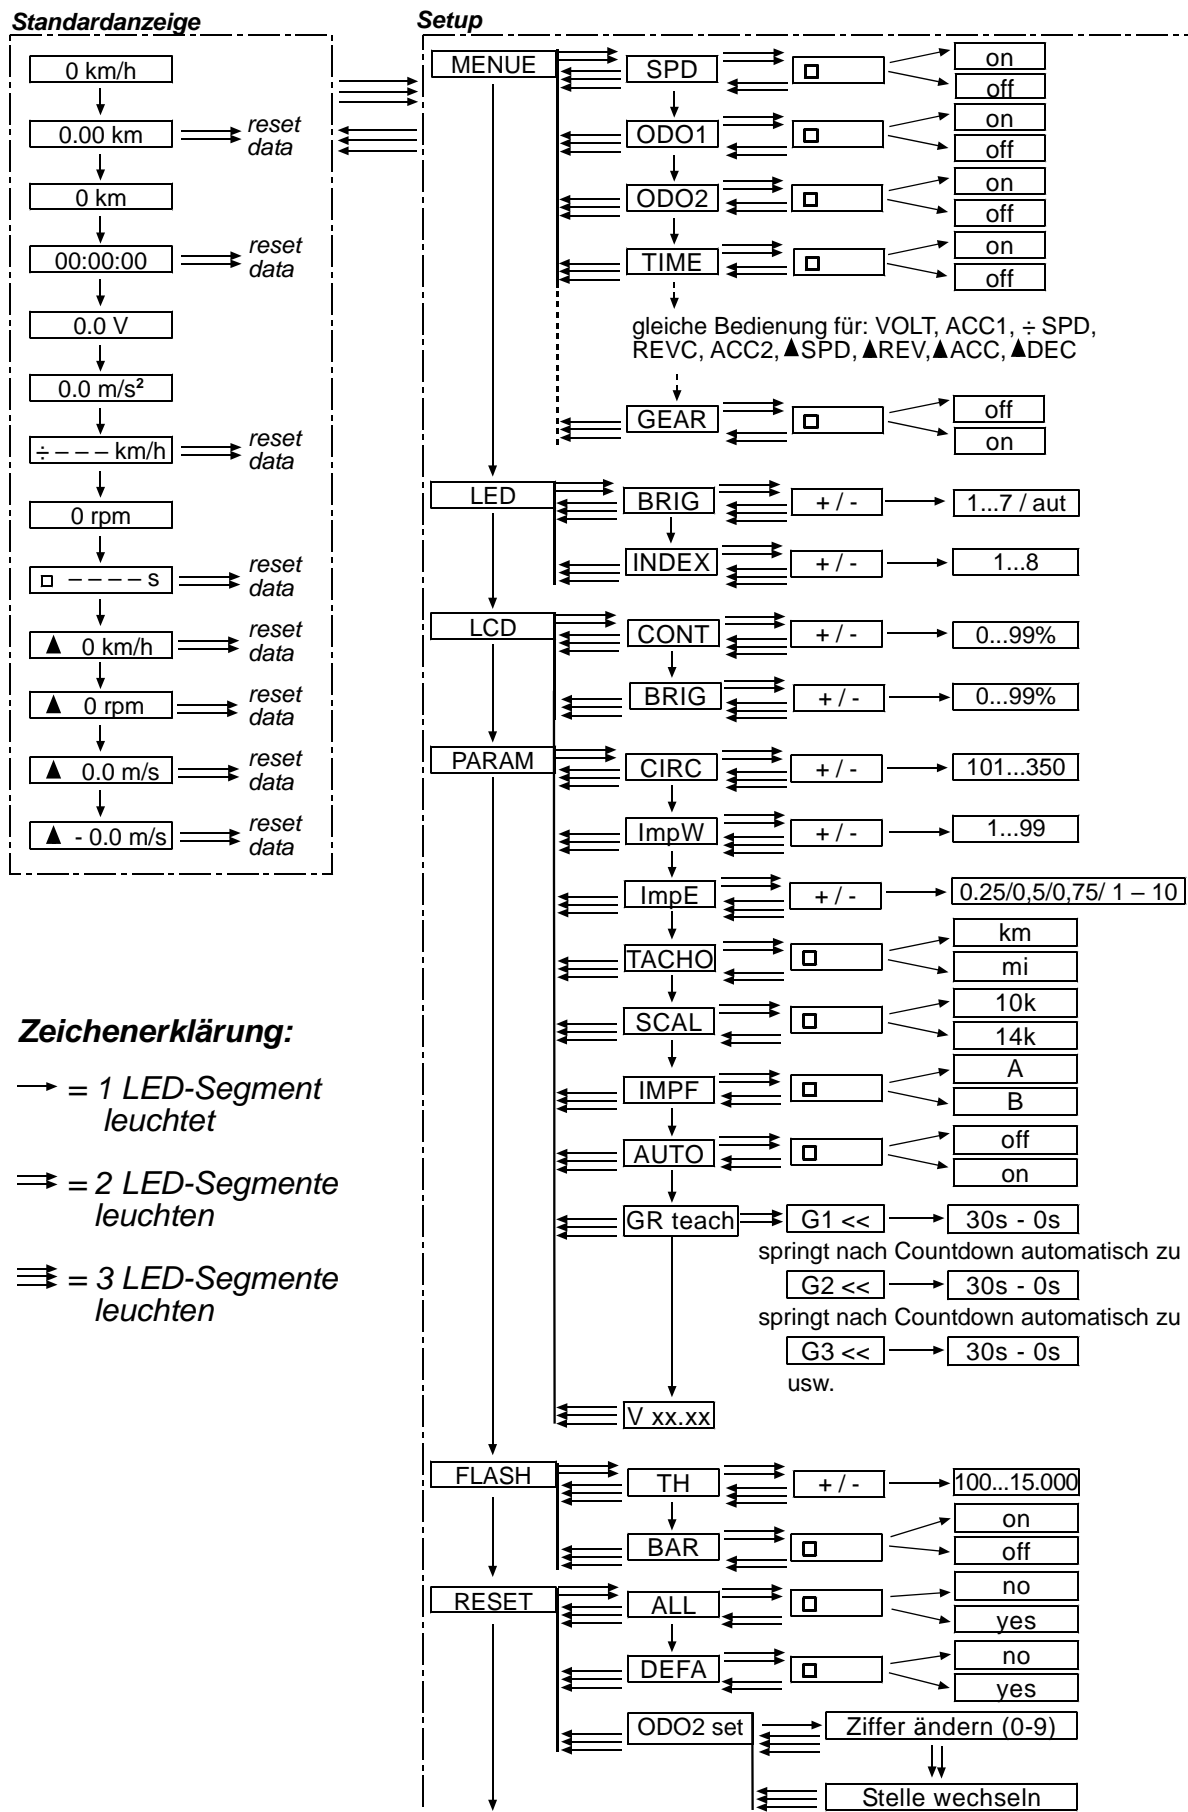 Standardanzeige
0 km/h
0.00 km
reset
data
0 km
00:00:00
reset
data
0.0 V
0.0 m/s²
÷ – – – km/h
reset
data
0 rpm
□ – – – – s
reset
data
▲ 0 km/h
reset
data
▲ 0 rpm
reset
data
▲ 0.0 m/s
reset
data
▲ - 0.0 m/s
reset
data
Zeichenerklärung:
= 1 LED-Segment
leuchtet
= 2 LED-Segmente
leuchten
= 3 LED-Segmente
leuchten
Setup
MENUE
SPD
on
off
ODO1
on
off
ODO2
on
off
TIME
on
off
gleiche Bedienung für: VOLT, ACC1, ÷ SPD,
REVC, ACC2, ▲SPD, ▲REV,▲ACC, ▲DEC
GEAR
off
on
LED
BRIG
+ / -
1...7 / aut
INDEX
+ / -
1...8
LCD
CONT
+ / -
0...99%
BRIG
+ / -
0...99%
PARAM
CIRC
+ / -
101...350
ImpW
+ / -
1...99
ImpE
+ / -
0.25/0,5/0,75/ 1 – 10
TACHO
km
mi
SCAL
10k
14k
IMPF
A
B
AUTO
off
on
GR teach
G1 <<
30s - 0s
springt nach Countdown automatisch zu
G2 <<
30s - 0s
springt nach Countdown automatisch zu
G3 <<
30s - 0s
usw.
V xx.xx
FLASH
TH
+ / -
100...15.000
BAR
on
off
RESET
ALL
no
yes
DEFA
no
yes
ODO2 set
Ziffer ändern (0-9)
Stelle wechseln